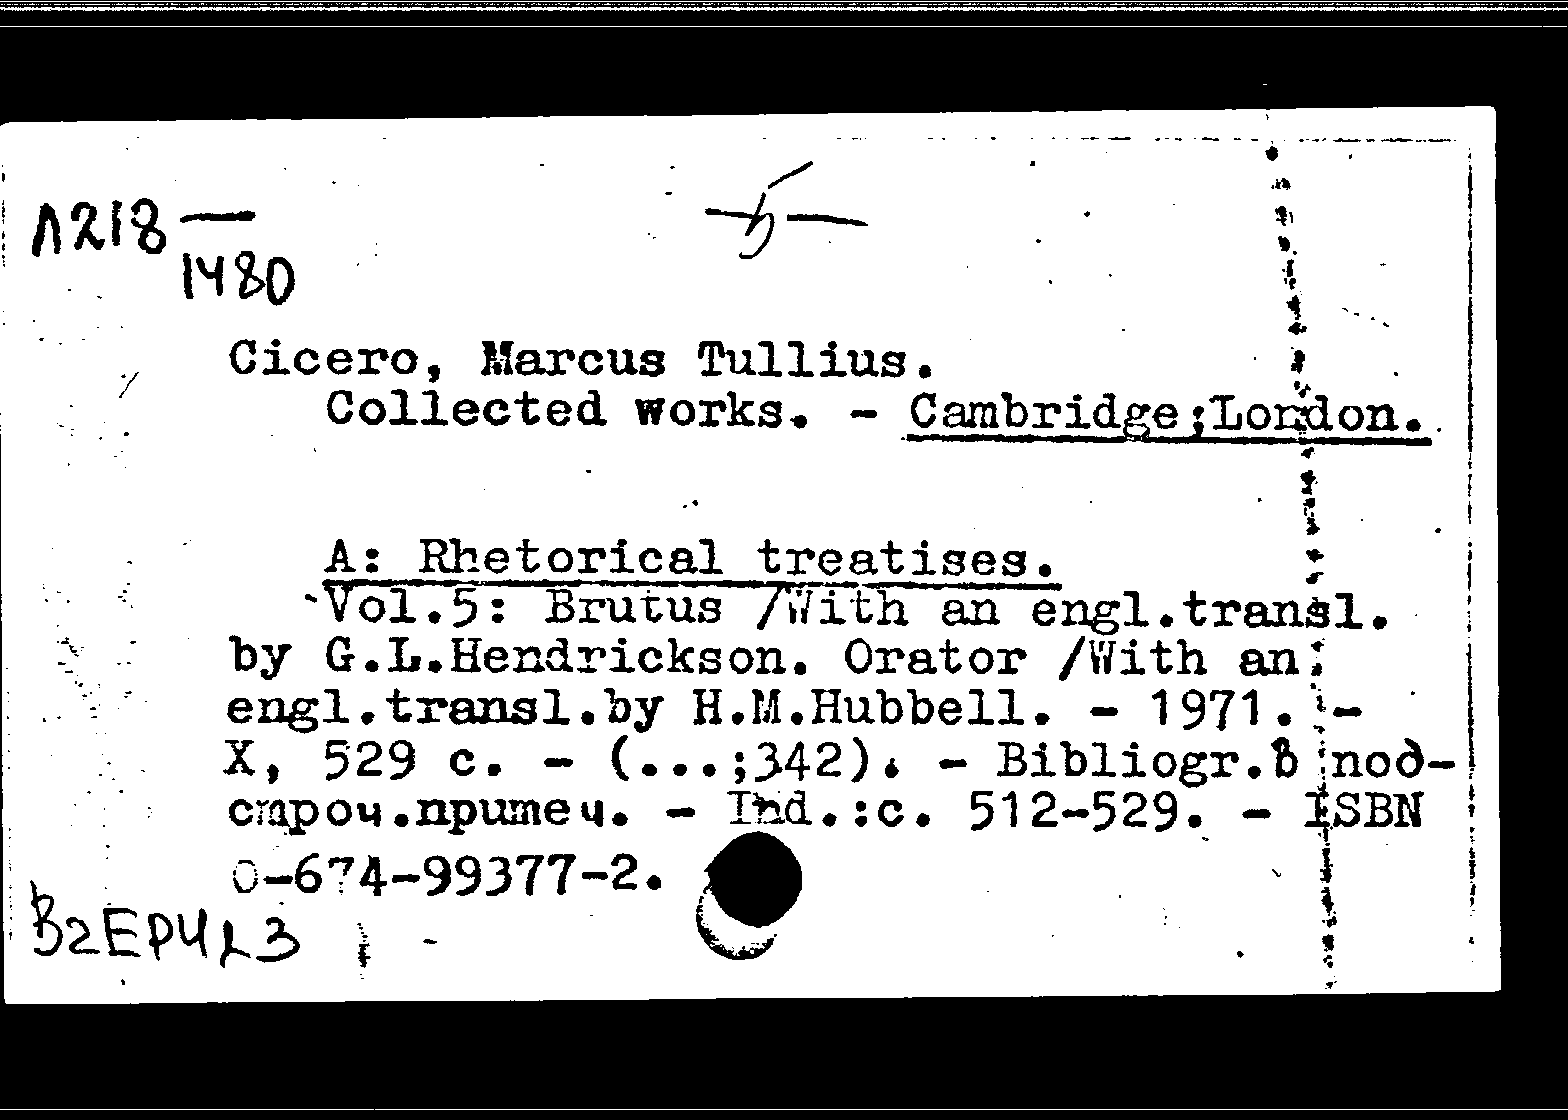 Л218—
1480
—5—
Cicero, Marcus Tullius.
Collected works. - Cambridge;London.
A: Rhetorical treatises.
Vol.5: Brutus /With an engl.transl.
by G.L.Hendrickson. Orator /With an
engl.transl.by H.M.Hubbell. - 1971. -
X, 529 с. - (...;342). - Bibliogr.в под-
строч.примеч. - Ind.:с. 512-529. - ISBN
0-674-99377-2.